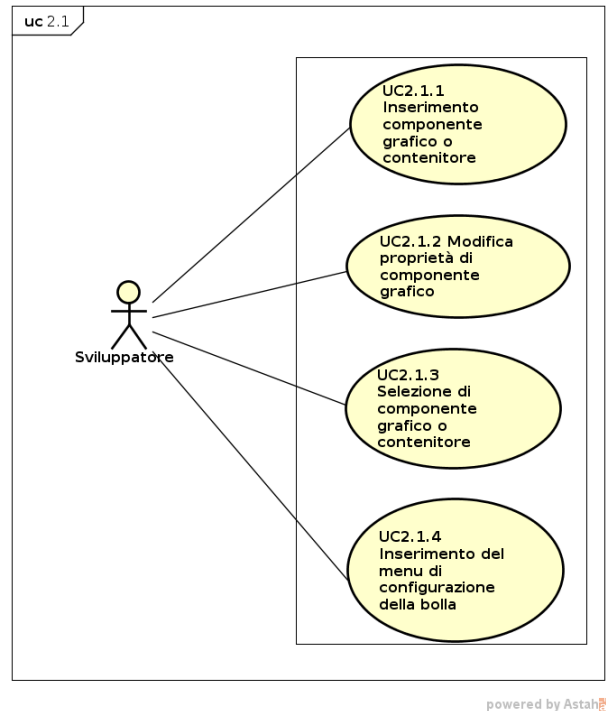 uc 2.1
UC2.1.1
Inserimento
componente
grafico o
contenitore
UC2.1.2 Modifica
proprietà di
componente
grafico
Sviluppatore
UC2.1.3
Selezione di
componente
grafico o
contenitore
UC2.1.4
Inserimento del
menu di
configurazione
della bolla
powered by Astah